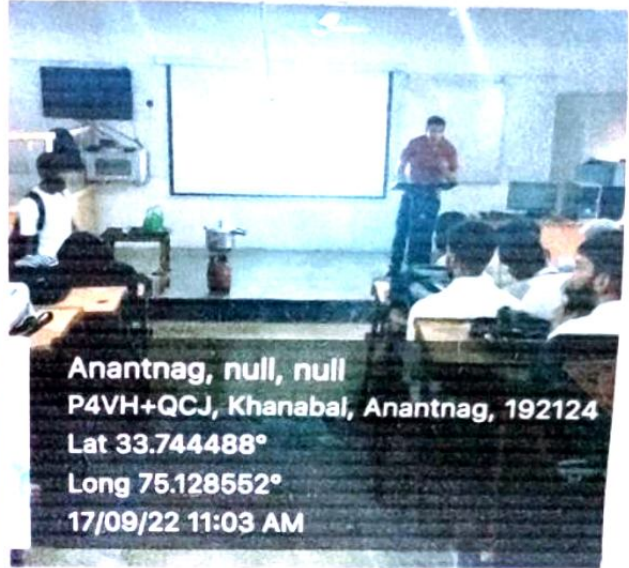 Anantnag, null, null
P4VH+QCJ, Khanabal, Anantnag, 192124
Lat 33.744488°
Long 75.128552°
17/09/22 11:03 AM